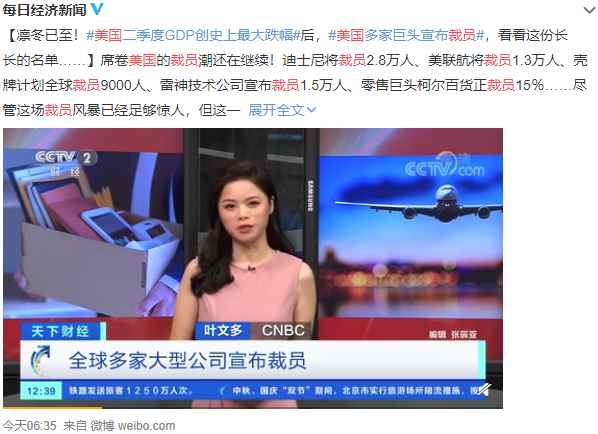 每日经济新闻
【凛冬已至！#美国二季度GDP创史上最大跌幅#后，#美国多家巨头宣布裁员#，看看这份长
长的名单……】席卷美国的裁员潮还在继续！迪士尼将裁员2.8万人、美联航将裁员1.3万人、壳
牌计划全球裁员9000人、雷神技术公司宣布裁员1.5万人、零售巨头柯尔百货正裁员15%……尽
管这场裁员风暴已经足够惊人，但这一 展开全文
CCTV 2
财经
CCTV.com
SAMSUNG
天下财经
叶文多 CNBC
编辑 张辰亚
全球多家大型公司宣布裁员
12:39 铁路发送旅客1250万人次。 中秋、国庆“双节”期间，北京市实行旅游场所限流措施，按
今天06:35 来自 微博 weibo.com